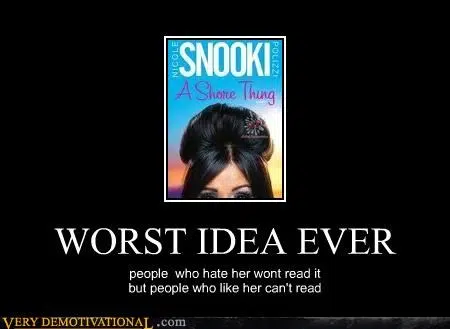 NICOLE
SNOOKI
POLIZZI
A Shore Thing
WORST IDEA EVER
people who hate her wont read it
but people who like her can't read
VERY DEMOTIVATIONAL.com